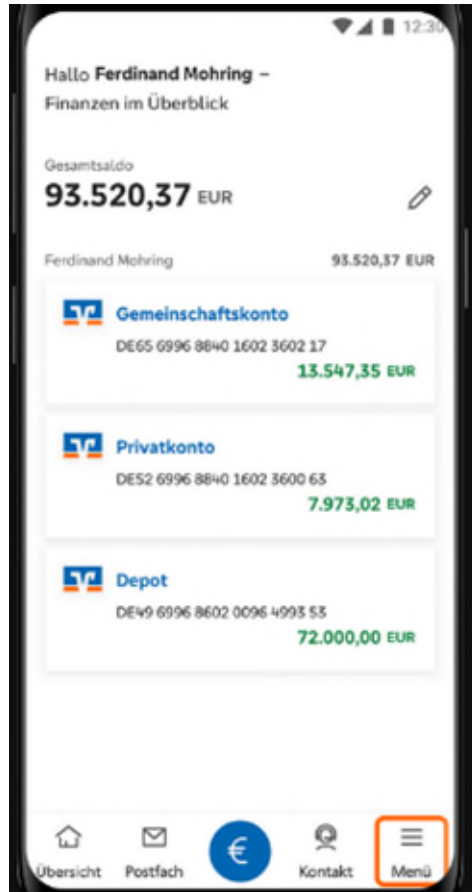 12:30
Hallo Ferdinand Mohring –
Finanzen im Überblick
Gesamtsaldo
93.520,37 EUR
Ferdinand Mohring 93.520,37 EUR
Gemeinschaftskonto
DE65 6996 8840 1602 3602 17
13.547,35 EUR
Privatkonto
DE52 6996 8840 1602 3600 63
7.973,02 EUR
Depot
DE49 6996 8602 0096 4993 53
72.000,00 EUR
€
Übersicht Postfach Kontakt Menü